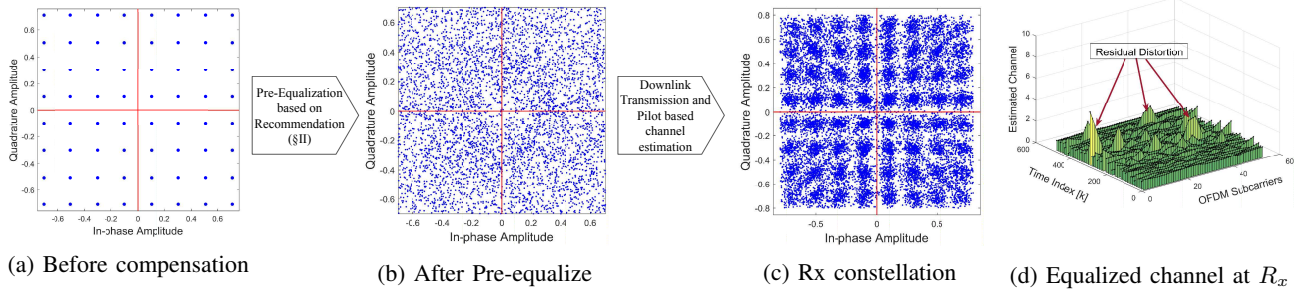 0.6
0.4
0.2
0
-0.2
-0.4
-0.6
Quadrature Amplitude
-0.6 -0.4 -0.2 0 0.2 0.4 0.6
In-phase Amplitude
(a) Before compensation
Pre-Equalization
based on
Recommendation
(§II)
0.6
0.4
0.2
0
-0.2
-0.4
-0.6
Quadrature Amplitude
-0.6 -0.4 -0.2 0 0.2 0.4 0.6
In-phase Amplitude
(b) After Pre-equalize
Downlink
Transmission and
Pilot based
channel
estimation
0.8
0.6
0.4
0.2
0
-0.2
-0.4
-0.6
-0.8
Quadrature Amplitude
-0.5 0 0.5
In-phase Amplitude
(c) Rx constellation
Residual Distortion
10
8
6
4
2
0
Estimated Channel
600 400 200 0
Time Index [k]
0 20 40 60
OFDM Subcarriers
(d) Equalized channel at Rx